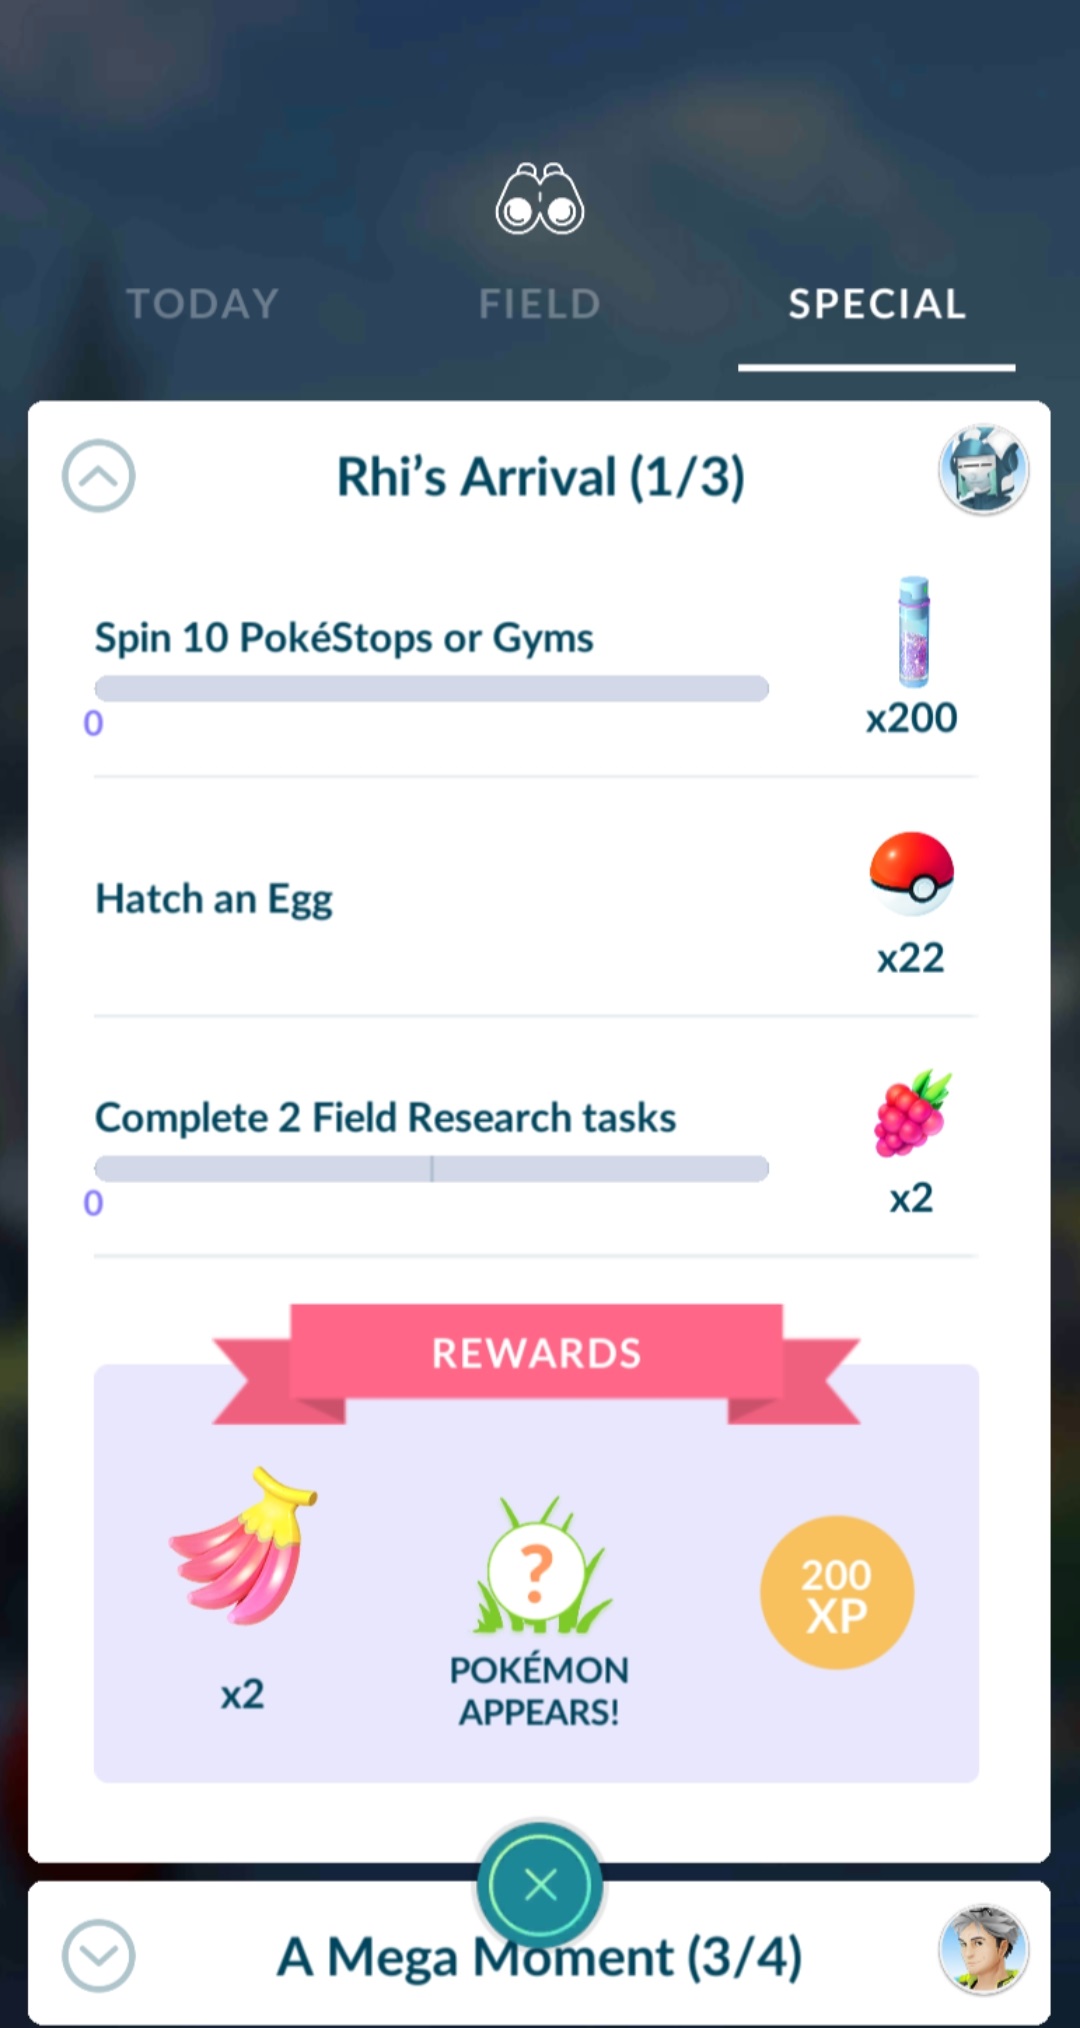 TODAY
FIELD
SPECIAL
Rhi’s Arrival (1/3)
Spin 10 PokéStops or Gyms
0
x200
Hatch an Egg
x22
Complete 2 Field Research tasks
0
x2
REWARDS
x2
?
POKÉMON
APPEARS!
200
XP
A Mega Moment (3/4)